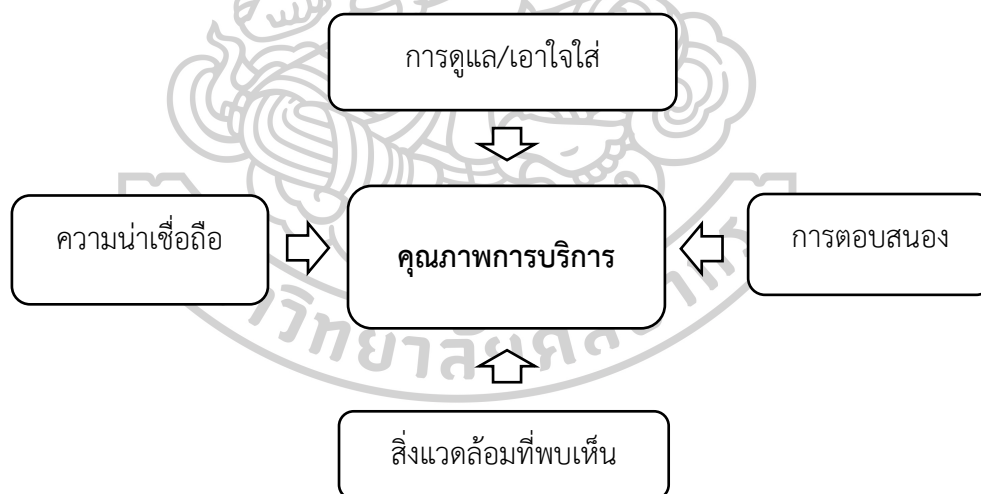 การดูแล/เอาใจใส่
ความน่าเชื่อถือ
คุณภาพการบริการ
การตอบสนอง
สิ่งแวดล้อมที่พบเห็น